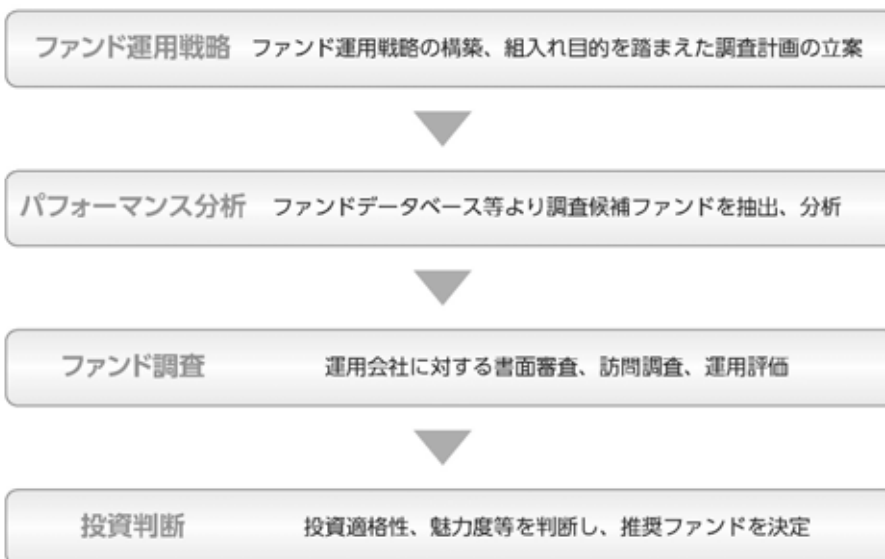 ファンド運用戦略 ファンド運用戦略の構築、組入れ目的を踏まえた調査計画の立案
パフォーマンス分析 ファンドデータベース等より調査候補ファンドを抽出、分析
ファンド調査 運用会社に対する書面審査、訪問調査、運用評価
投資判断 投資適格性、魅力度等を判断し、推奨ファンドを決定